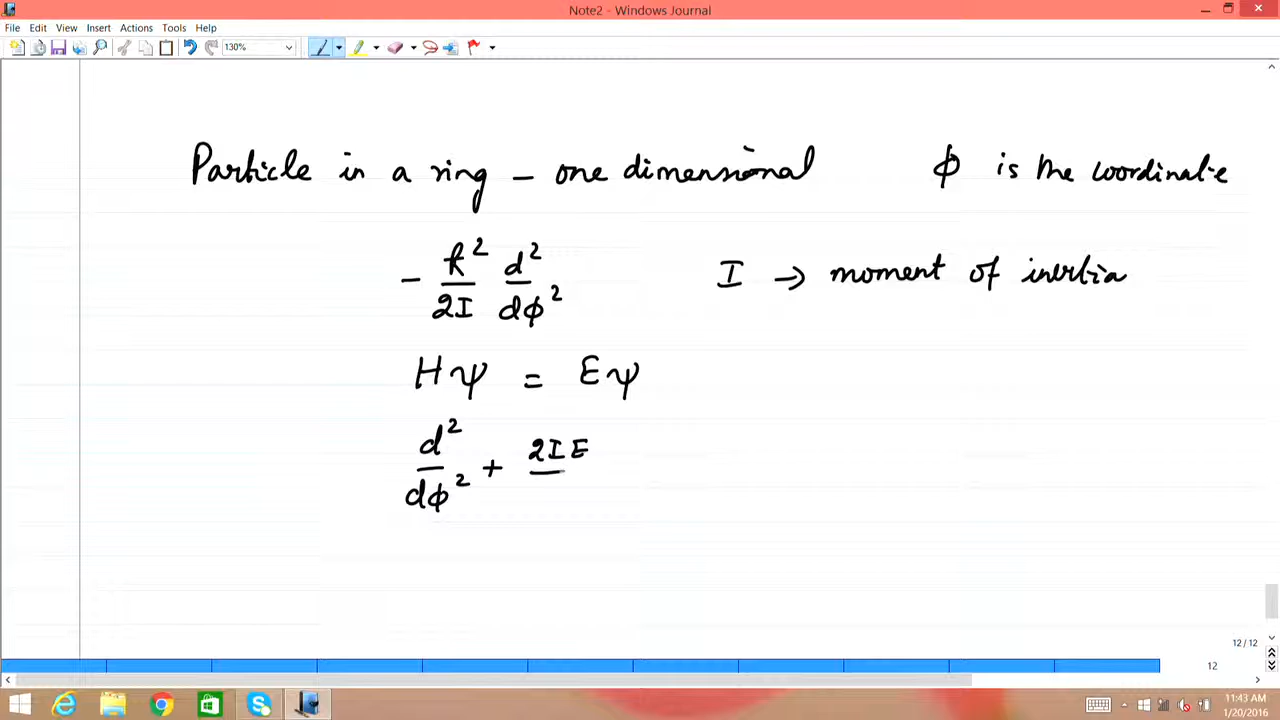 Note2 - Windows Journal
File Edit View Insert Actions Tools Help
130%
Particle in a ring - one dimensional ϕ is the coordinate
- ℏ²/2I d²/dϕ² I → moment of inertia
Hψ = Eψ
d²/dϕ² + 2IE
12/12
12
11:43 AM
1/20/2016